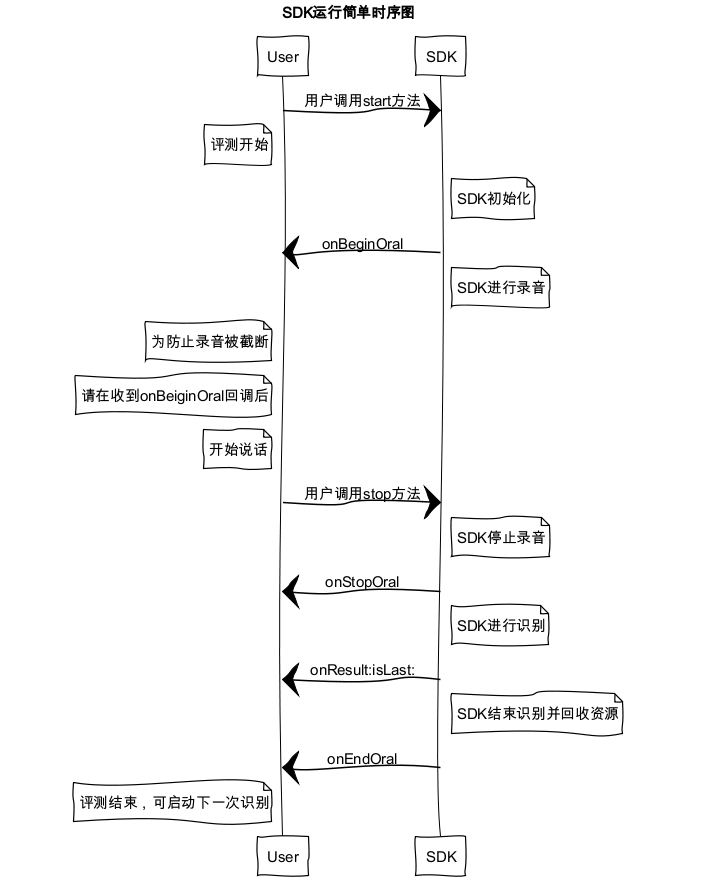 SDK运行简单时序图
User
SDK
用户调用start方法
评测开始
SDK初始化
onBeginOral
SDK进行录音
为防止录音被截断
请在收到onBeiginOral回调后
开始说话
用户调用stop方法
SDK停止录音
onStopOral
SDK进行识别
onResult:isLast:
SDK结束识别并回收资源
onEndOral
评测结束，可启动下一次识别
User
SDK